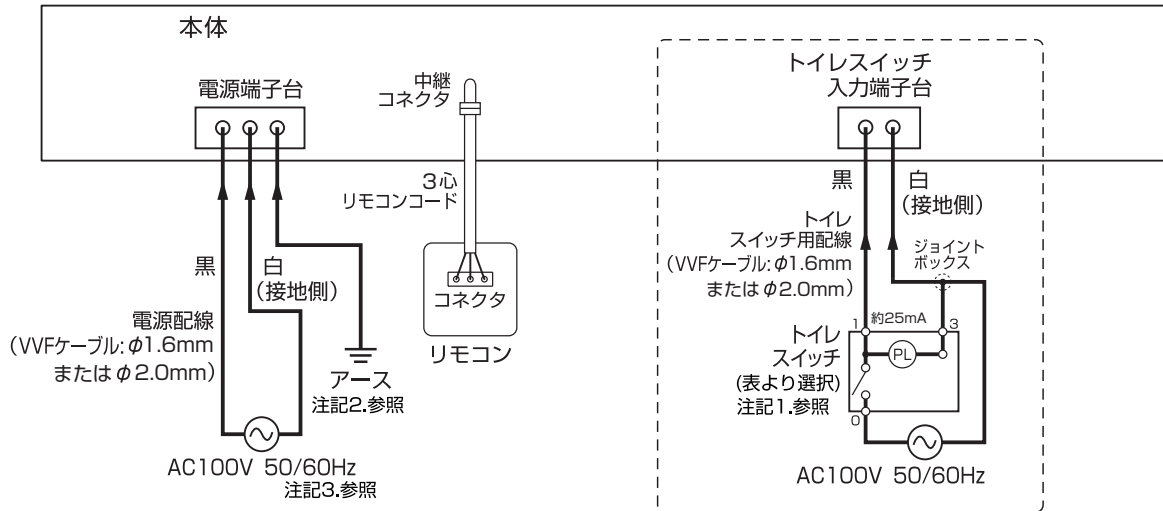 本体
電源端子台
中継
コネクタ
3心
リモコンコード
黒
白
(接地側)
電源配線
(VVFケーブル:φ1.6mm
またはφ2.0mm)
アース
注記2.参照
AC100V 50/60Hz
注記3.参照
コネクタ
リモコン
トイレスイッチ
入力端子台
黒
白
(接地側)
トイレ
スイッチ用配線
(VVFケーブル:φ1.6mm
またはφ2.0mm)
ジョイント
ボックス
1
約25mA
3
PL
トイレ
スイッチ
(表より選択)
注記1.参照
0
AC100V 50/60Hz